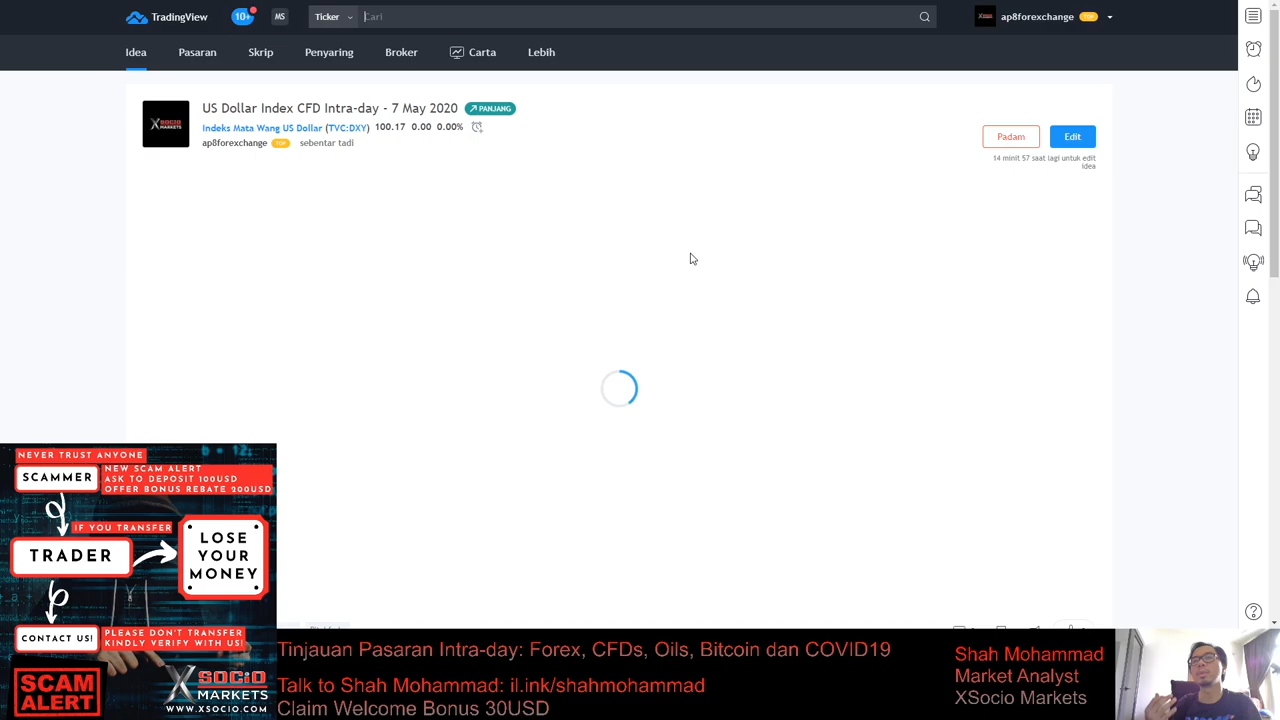 TradingView
10+
MS
Ticker
Cari
ap8forexchange TOP
Idea
Pasaran
Skrip
Penyaring
Broker
Carta
Lebih
XSOCIO MARKETS
US Dollar Index CFD Intra-day - 7 May 2020
PANJANG
Indeks Mata Wang US Dollar (TVC:DXY) 100.17 0.00 0.00%
ap8forexchange TOP sebentar tadi
Padam
Edit
14 minit 57 saat lagi untuk edit
idea
NEVER TRUST ANYONE
SCAMMER
NEW SCAM ALERT
ASK TO DEPOSIT 100USD
OFFER BONUS REBATE 200USD
IF YOU TRANSFER
TRADER
LOSE
YOUR
MONEY
CONTACT US!
PLEASE DON'T TRANSFER
KINDLY VERIFY WITH US!
SCAM
ALERT
XSOCIO
MARKETS
WWW.XSOCIO.COM
Tinjauan Pasaran Intra-day: Forex, CFDs, Oils, Bitcoin dan COVID19
Talk to Shah Mohammad: il.ink/shahmohammad
Claim Welcome Bonus 30USD
Shah Mohammad
Market Analyst
XSocio Markets